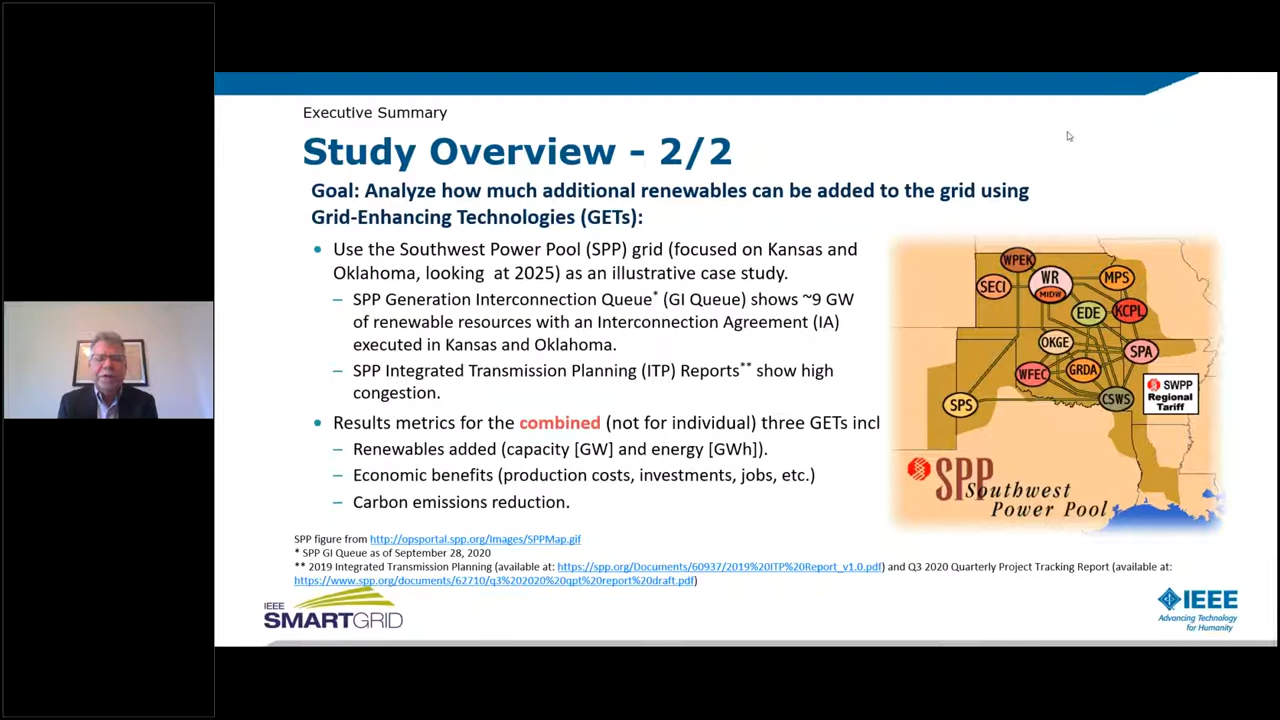 Executive Summary
Study Overview - 2/2
Goal: Analyze how much additional renewables can be added to the grid using
Grid-Enhancing Technologies (GETs):
• Use the Southwest Power Pool (SPP) grid (focused on Kansas and
Oklahoma, looking at 2025) as an illustrative case study.
– SPP Generation Interconnection Queue* (GI Queue) shows ~9 GW
of renewable resources with an Interconnection Agreement (IA)
executed in Kansas and Oklahoma.
– SPP Integrated Transmission Planning (ITP) Reports** show high
congestion.
• Results metrics for the combined (not for individual) three GETs incl
– Renewables added (capacity [GW] and energy [GWh]).
– Economic benefits (production costs, investments, jobs, etc.)
– Carbon emissions reduction.
WPEK
SECI
WR
MIDW
MPS
EDE
KCPL
OKGE
SPA
WFEC
GRDA
SPS
CSWS
SWPP
Regional
Tariff
SPP
Southwest
Power Pool
SPP figure from http://opsportal.spp.org/Images/SPPMap.gif
* SPP GI Queue as of September 28, 2020
** 2019 Integrated Transmission Planning (available at: https://spp.org/Documents/60937/2019%20ITP%20Report_v1.0.pdf) and Q3 2020 Quarterly Project Tracking Report (available at:
https://www.spp.org/documents/62710/q3%202020%20qpt%20report%20draft.pdf)
IEEE
SMARTGRID
IEEE
Advancing Technology
for Humanity